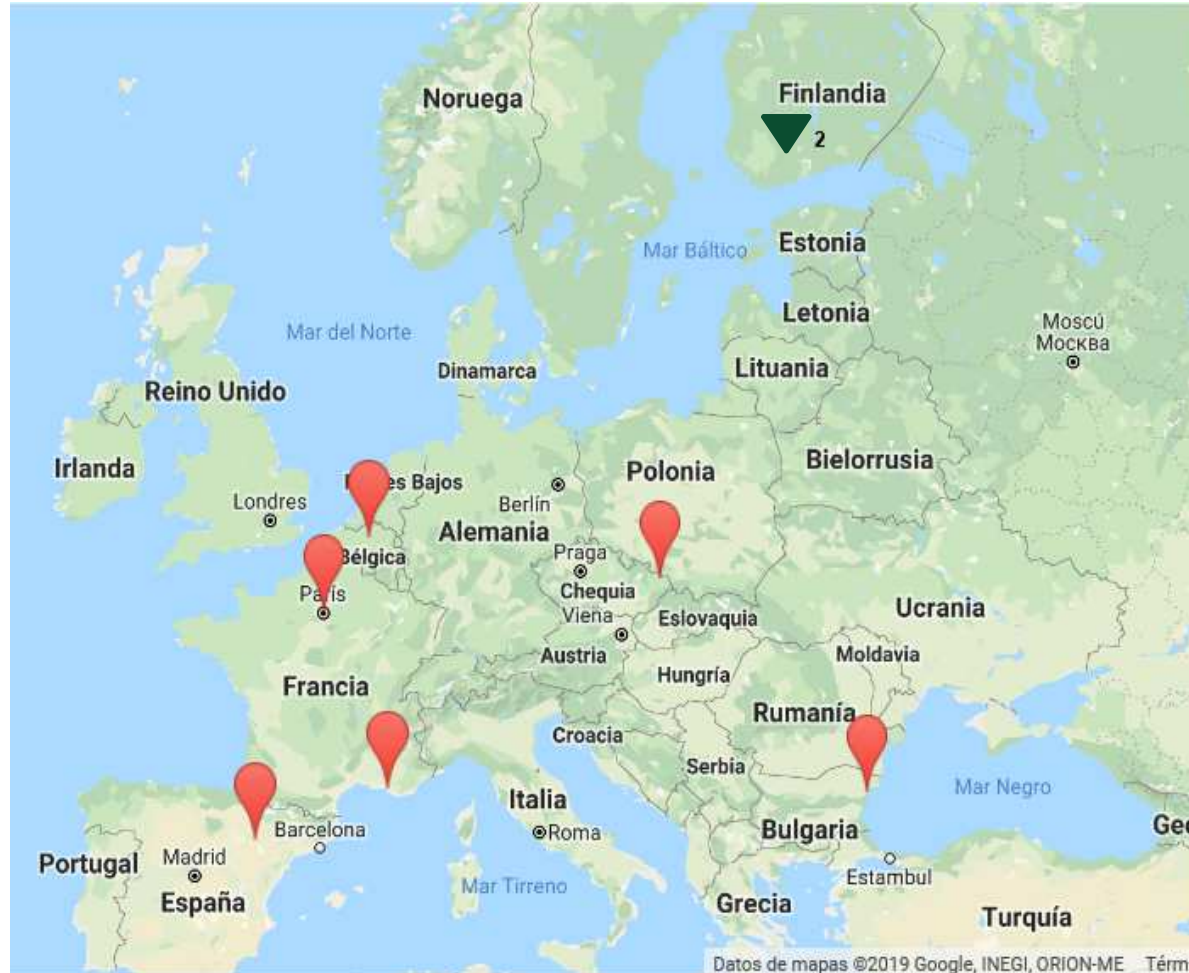 Noruega
Finlandia
2
Estonia
Mar Báltico
Letonia
Moscú
Москва
Mar del Norte
Dinamarca
Lituania
Reino Unido
Bielorrusia
Irlanda
Polonia
es Bajos
Londres
Berlín
Alemania
Bélgica
Praga
Chequia
París
Ucrania
Viena
Eslovaquia
Austria
Moldavia
Hungría
Francia
Rumanía
Croacia
Serbia
Mar Negro
Italia
Barcelona
Roma
Bulgaria
Geo
Portugal
Madrid
España
Mar Tirreno
Estambul
Grecia
Turquía
Datos de mapas ©2019 Google, INEGI, ORION-ME Térm